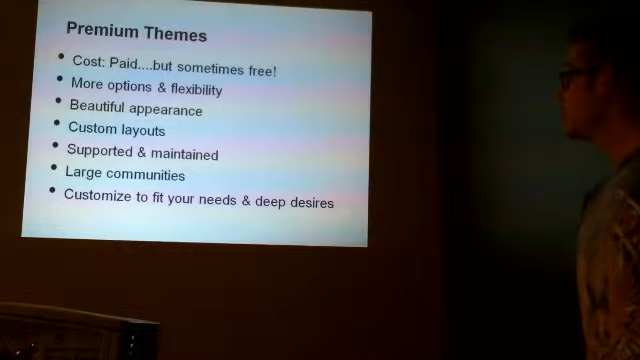 Premium Themes
• Cost: Paid....but sometimes free!
• More options & flexibility
• Beautiful appearance
• Custom layouts
• Supported & maintained
• Large communities
• Customize to fit your needs & deep desires